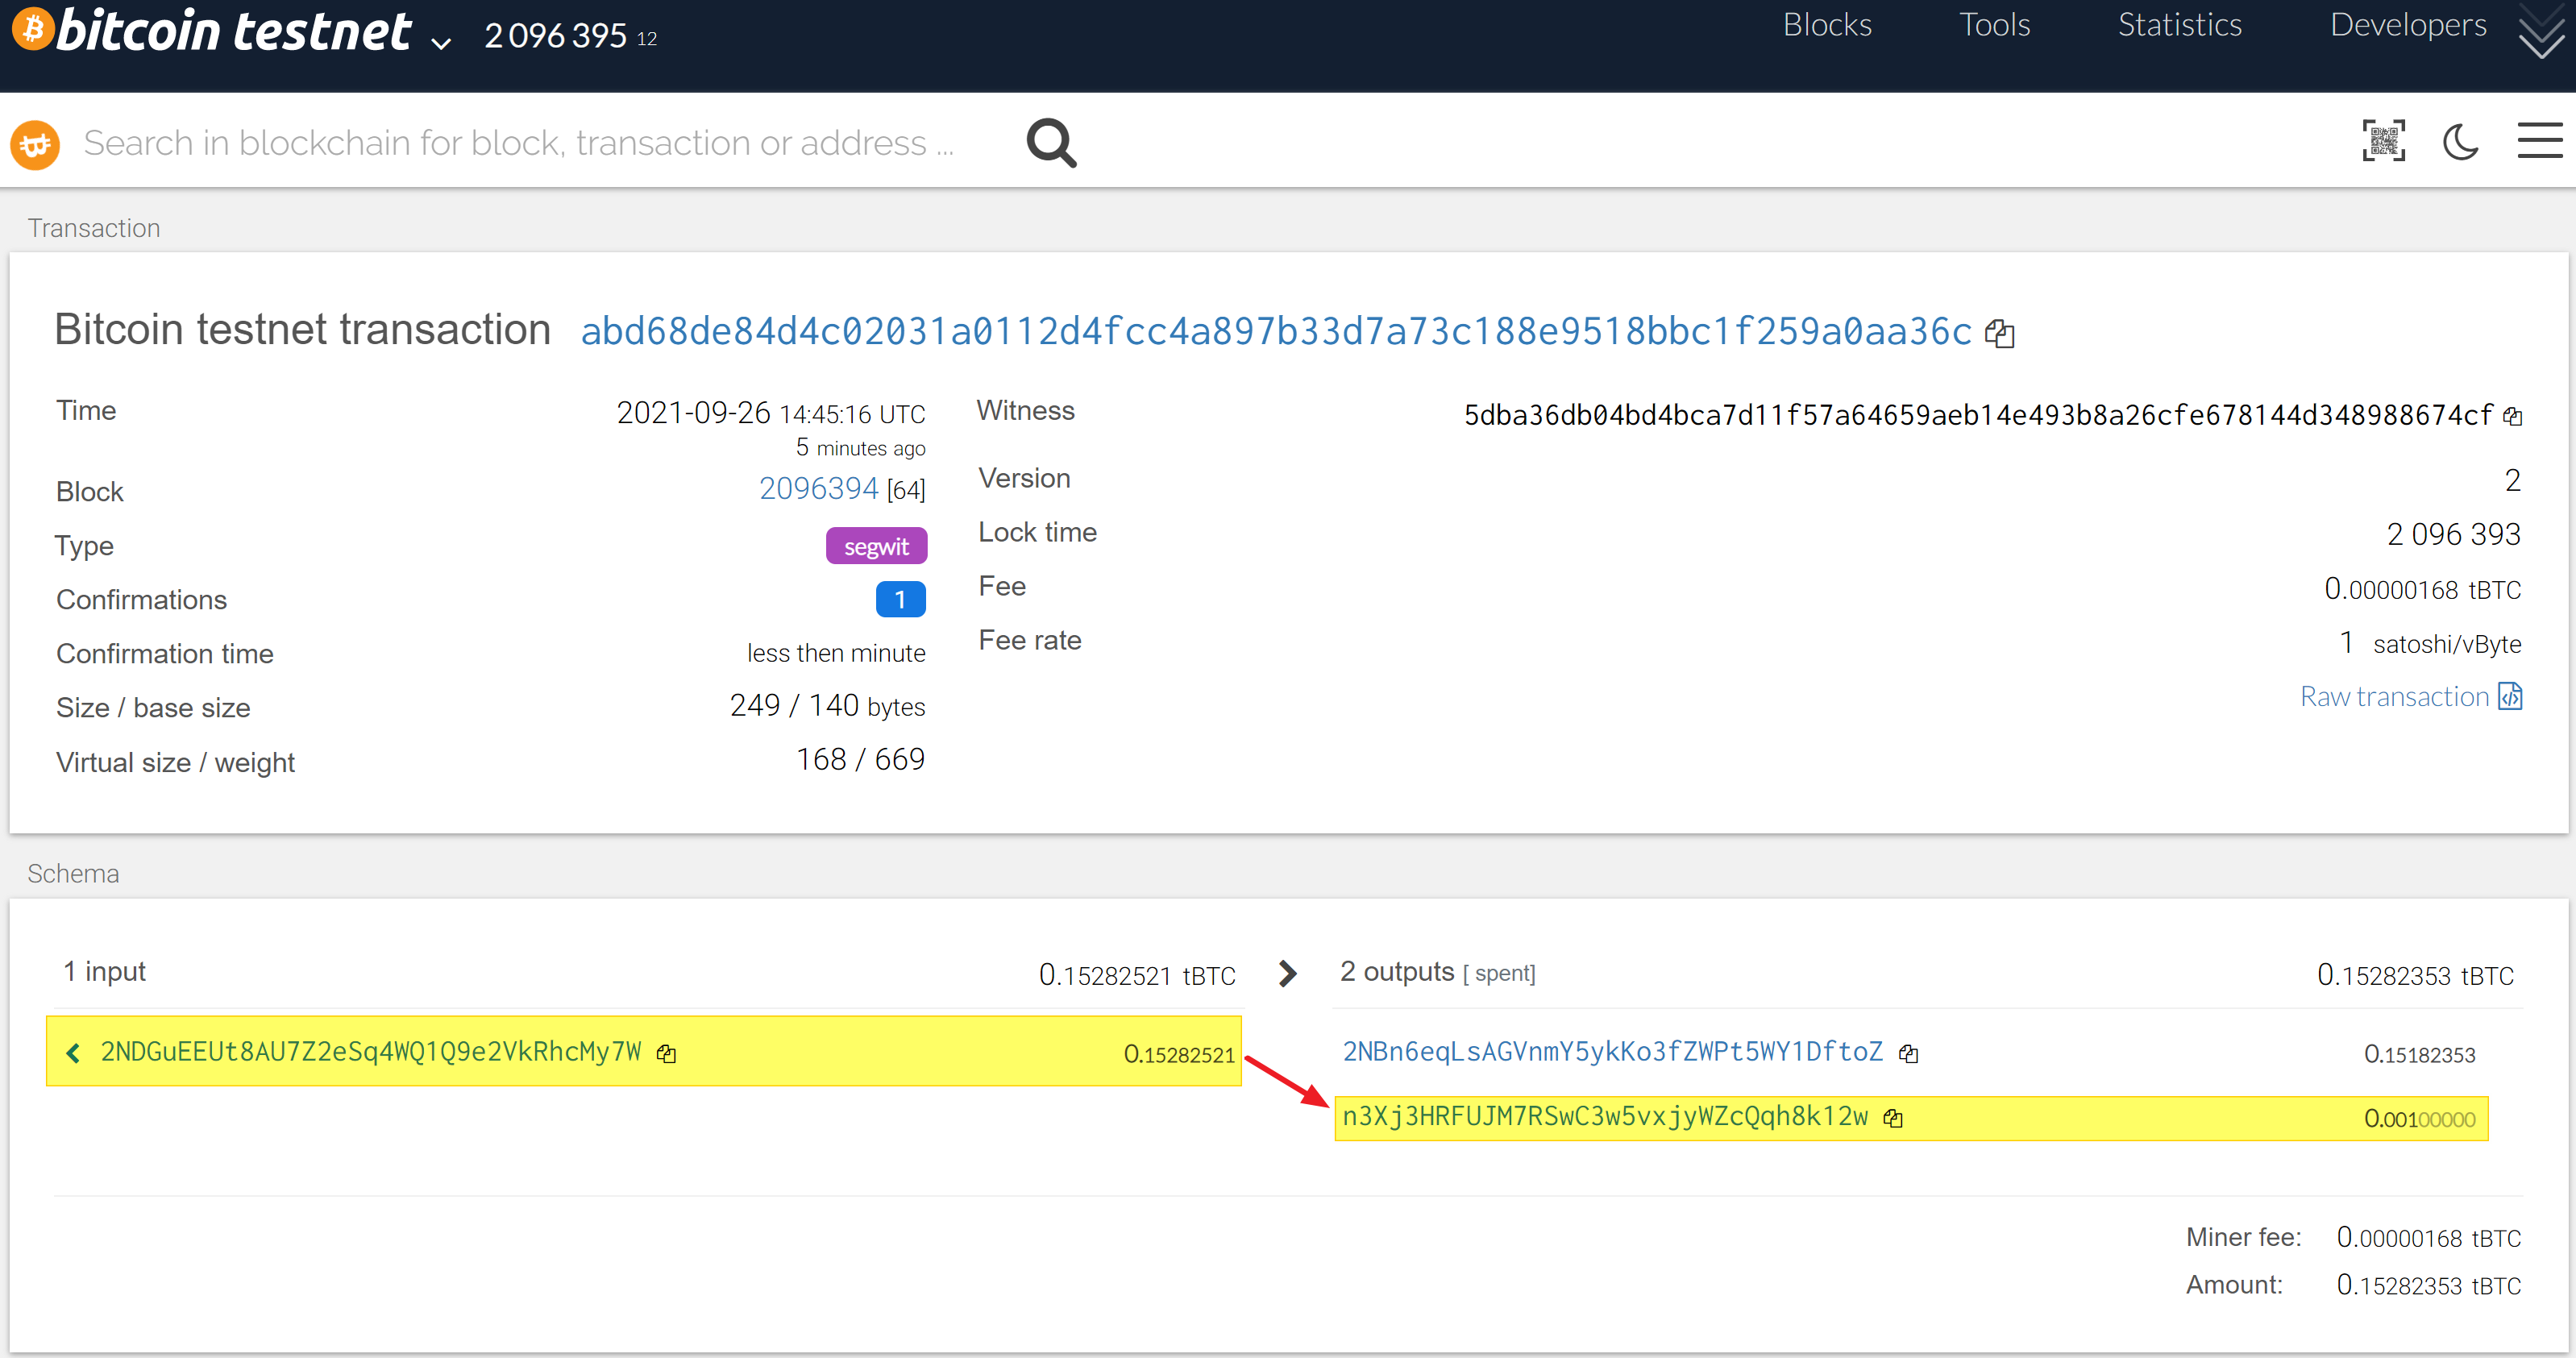 bitcoin testnet 2 096 395 12 Blocks Tools Statistics Developers
Search in blockchain for block, transaction or address ...
Transaction
Bitcoin testnet transaction abd68de84d4c02031a0112d4fcc4a897b33d7a73c188e9518bbc1f259a0aa36c
Time 2021-09-26 14:45:16 UTC
5 minutes ago
Block 2096394 [64]
Type segwit
Confirmations 1
Confirmation time less then minute
Size / base size 249 / 140 bytes
Virtual size / weight 168 / 669
Witness 5dba36db04bd4bca7d11f57a64659aeb14e493b8a26cfe678144d348988674cf
Version 2
Lock time 2 096 393
Fee 0.00000168 tBTC
Fee rate 1 satoshi/vByte
Raw transaction
Schema
1 input 0.15282521 tBTC
2NDGuEEUt8AU7Z2eSq4WQ1Q9e2VkRhcMy7W 0.15282521
2 outputs [ spent] 0.15282353 tBTC
2NBn6eqLsAGVnmY5ykKo3fZWPt5WY1DftoZ 0.15182353
n3Xj3HRFUJM7RSwC3w5vxjyWZcQqh8k12w 0.00100000
Miner fee: 0.00000168 tBTC
Amount: 0.15282353 tBTC